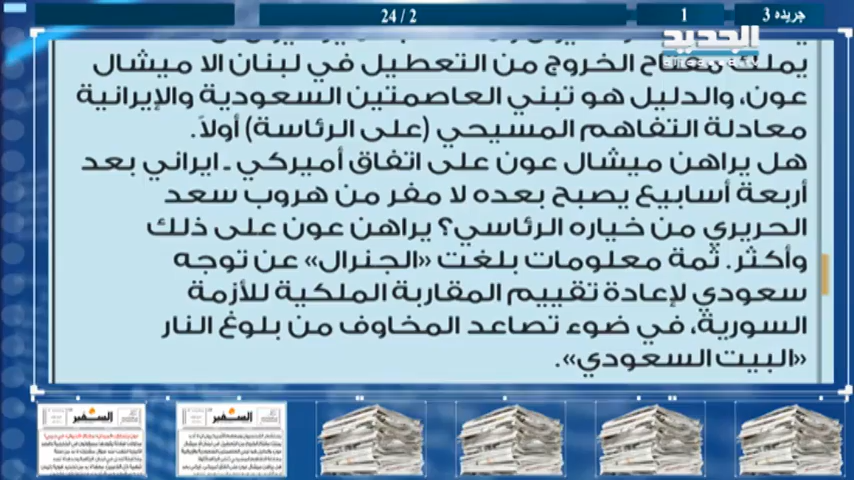 جريده 3
1
24 / 2
الجديد
aljadeed.tv
يملك مفتاح الخروج من التعطيل في لبنان الا ميشال
عون، والدليل هو تبني العاصمتين السعودية والإيرانية
معادلة التفاهم المسيحي (على الرئاسة) أولاً.
هل يراهن ميشال عون على اتفاق أميركي ـ ايراني بعد
أربعة أسابيع يصبح بعده لا مفر من هروب سعد
الحريري من خياره الرئاسي؟ يراهن عون على ذلك
وأكثر. ثمة معلومات بلغت «الجنرال» عن توجه
سعودي لإعادة تقييم المقاربة الملكية للأزمة
السورية، في ضوء تصاعد المخاوف من بلوغ النار
«البيت السعودي».
السفير
السفير